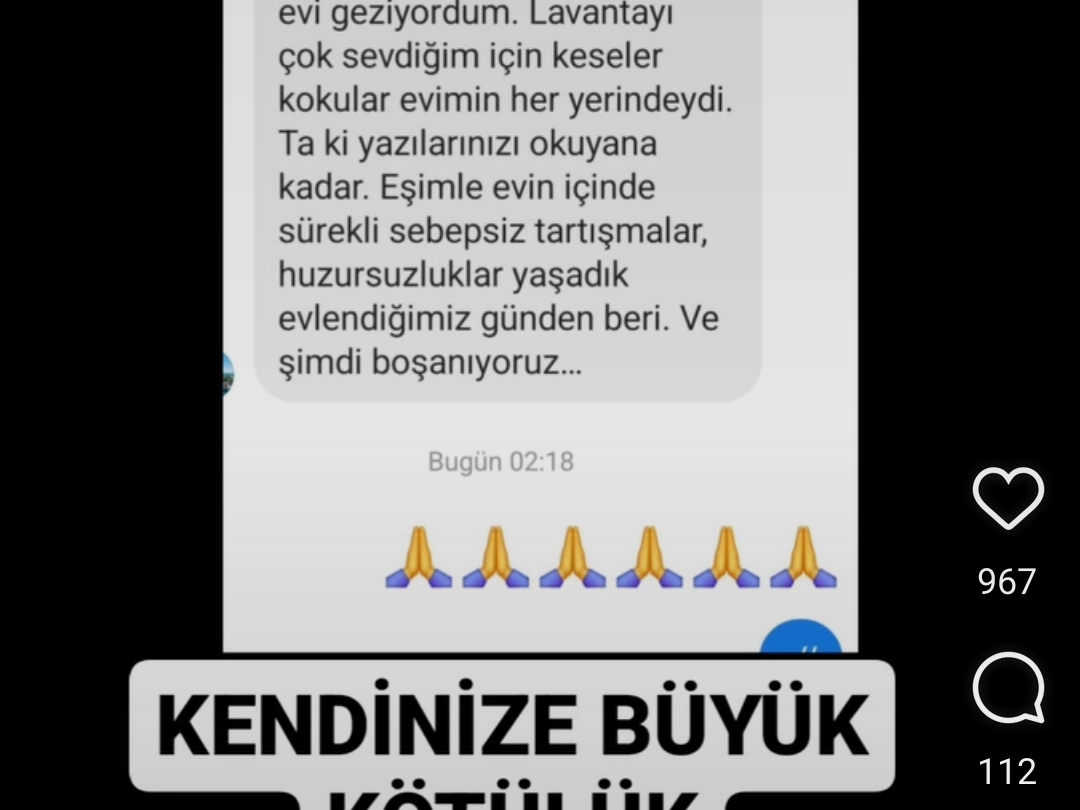 evi geziyordum. Lavantayı
çok sevdiğim için keseler
kokular evimin her yerindeydi.
Ta ki yazılarınızı okuyana
kadar. Eşimle evin içinde
sürekli sebepsiz tartışmalar,
huzursuzluklar yaşadık
evlendiğimiz günden beri. Ve
şimdi boşanıyoruz...
Bugün 02:18
🙏🙏🙏🙏🙏🙏
967
KENDİNİZE BÜYÜK
KÖTÜLÜK
112